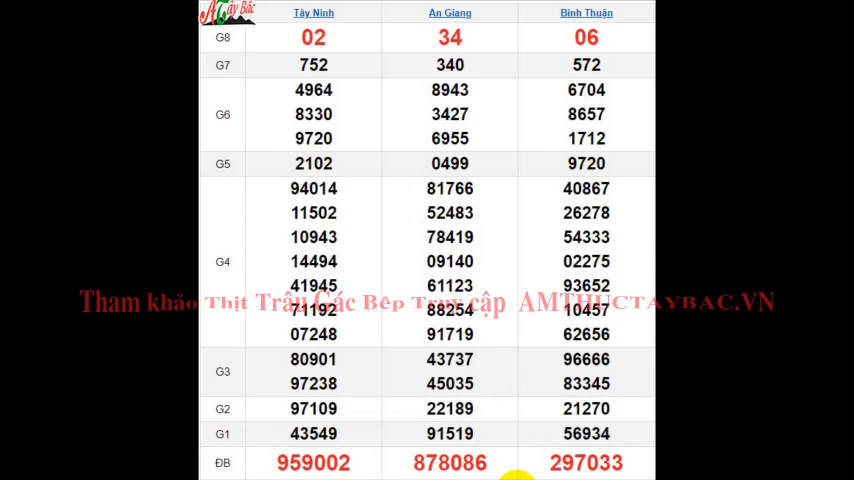 ATây Bắc
Tây Ninh An Giang Bình Thuận
G8 02 34 06
G7 752 340 572
4964 8943 6704
G6 8330 3427 8657
9720 6955 1712
G5 2102 0499 9720
94014 81766 40867
11502 52483 26278
10943 78419 54333
G4 14494 09140 02275
41945 61123 93652
Tham khảo Thịt Trâu Gác Bếp Truy cập AMTHUCTAYBAC.VN
71192 88254 10457
07248 91719 62656
80901 43737 96666
G3
97238 45035 83345
G2 97109 22189 21270
G1 43549 91519 56934
ĐB 959002 878086 297033